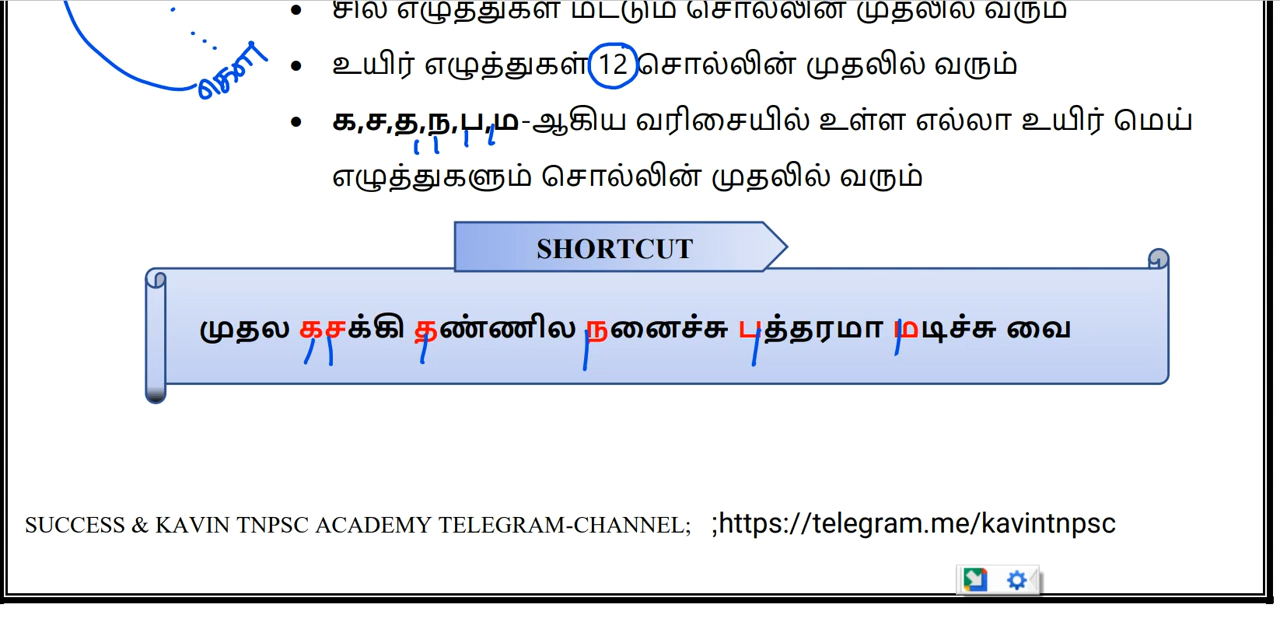 சில எழுத்துகள் மட்டும் சொல்லின் முதலில் வரும்
உயிர் எழுத்துகள் 12 சொல்லின் முதலில் வரும்
கௌ
க,ச,த,ந,ப,ம-ஆகிய வரிசையில் உள்ள எல்லா உயிர் மெய்
எழுத்துகளும் சொல்லின் முதலில் வரும்
SHORTCUT
முதல கசக்கி தண்ணில நனைச்சு பத்தரமா மடிச்சு வை
SUCCESS & KAVIN TNPSC ACADEMY TELEGRAM-CHANNEL; ;https://telegram.me/kavintnpsc